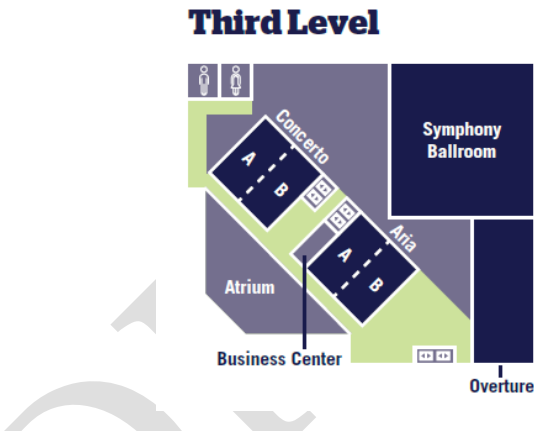 Third Level
Concerto
A
B
Symphony
Ballroom
Aria
A
B
Atrium
Business Center
Overture